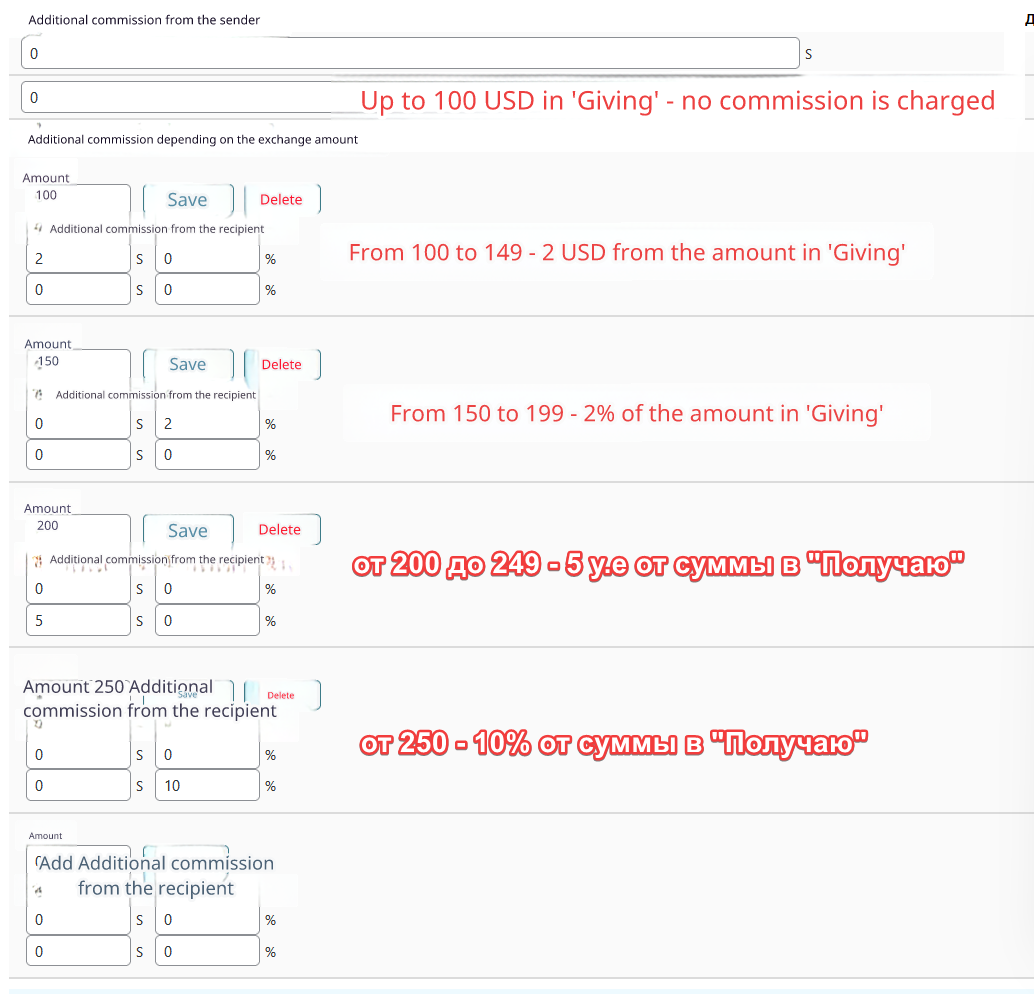 Additional commission from the sender
0 S
0
Up to 100 USD in 'Giving' - no commission is charged
Additional commission depending on the exchange amount
Amount
100 Save Delete
Additional commission from the recipient
2 S 0 %
From 100 to 149 - 2 USD from the amount in 'Giving'
0 S 0 %
Amount
150 Save Delete
Additional commission from the recipient
0 S 2 %
From 150 to 199 - 2% of the amount in 'Giving'
0 S 0 %
Amount
200 Save Delete
Additional commission from the recipient
от 200 до 249 - 5 у.е от суммы в "Получаю"
0 S 0 %
5 S 0 %
Amount 250 Additional
Save Delete
commission from the recipient
от 250 - 10% от суммы в "Получаю"
0 S 0 %
0 S 10 %
Amount
Add Additional commission
from the recipient
0 S 0 %
0 S 0 %